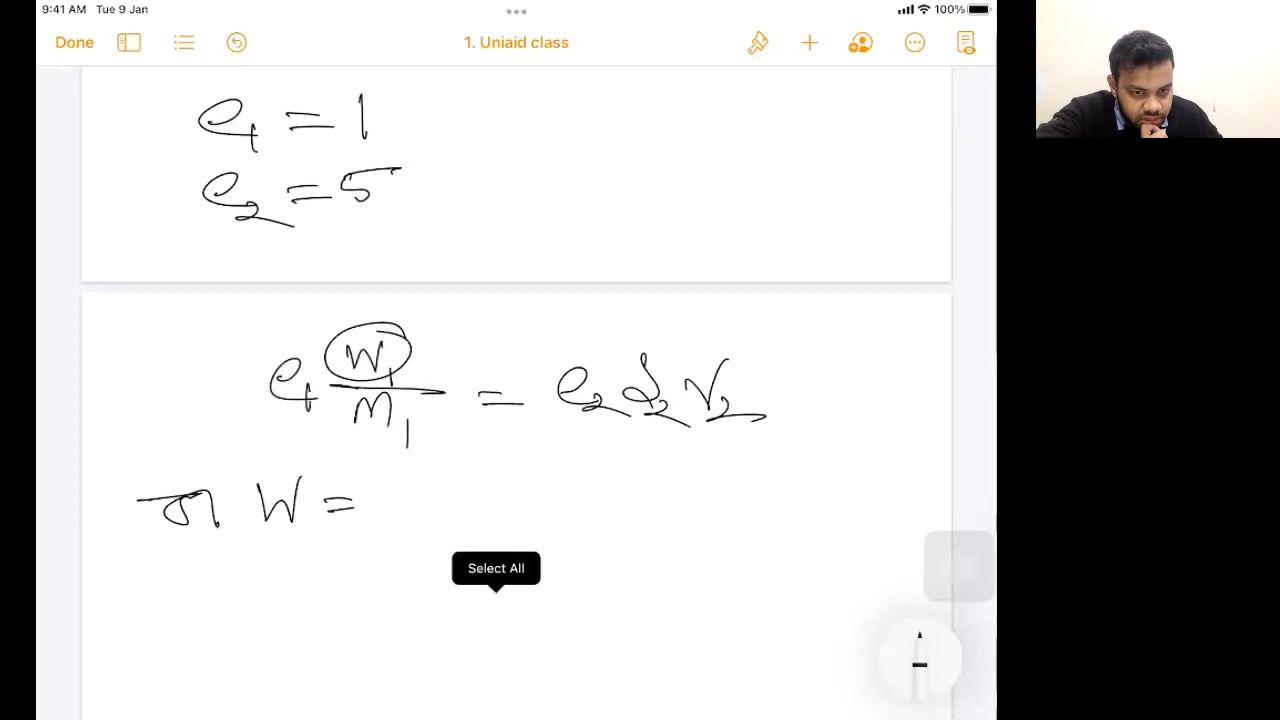 9:41 AM Tue 9 Jan
100%
Done
1. Uniaid class
e₁ = 1
e₂ = 5
e₁ W₁/M₁ = e₂ S₂ V₂
বা W =
Select All